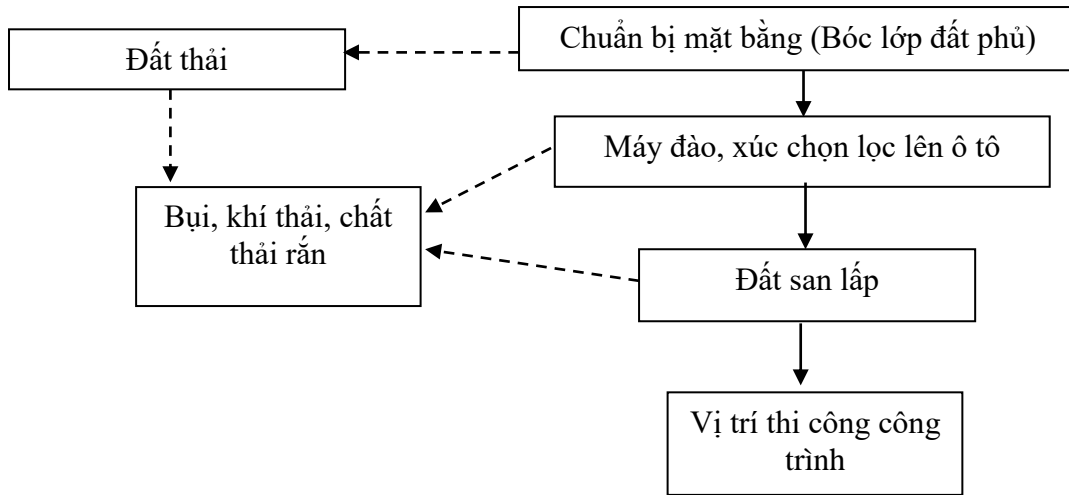 Chuẩn bị mặt bằng (Bóc lớp đất phủ)
Đất thải
Máy đào, xúc chọn lọc lên ô tô
Bụi, khí thải, chất
thải rắn
Đất san lấp
Vị trí thi công công
trình